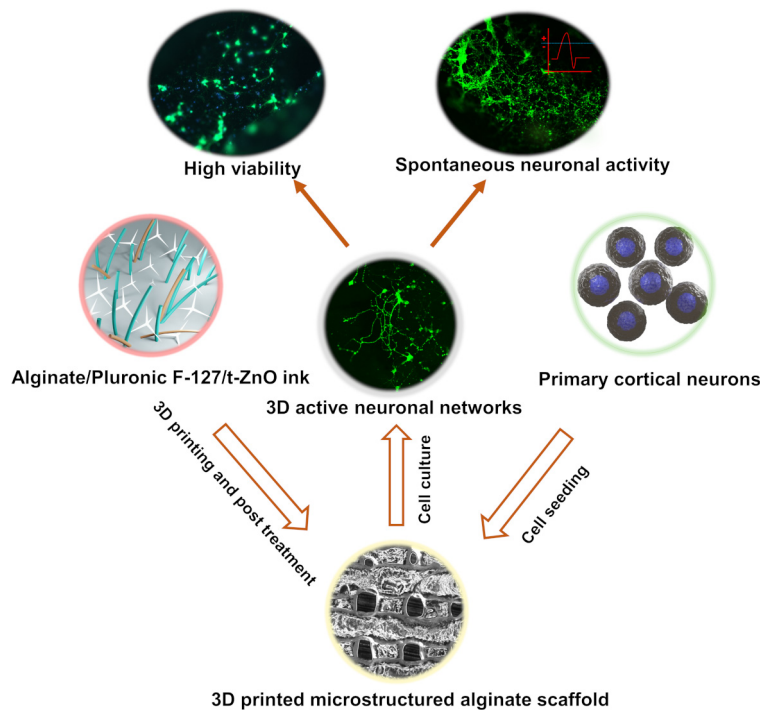 High viability
Spontaneous neuronal activity
Alginate/Pluronic F-127/t-ZnO ink
3D active neuronal networks
Primary cortical neurons
3D printing and post treatment
Cell culture
Cell seeding
3D printed microstructured alginate scaffold